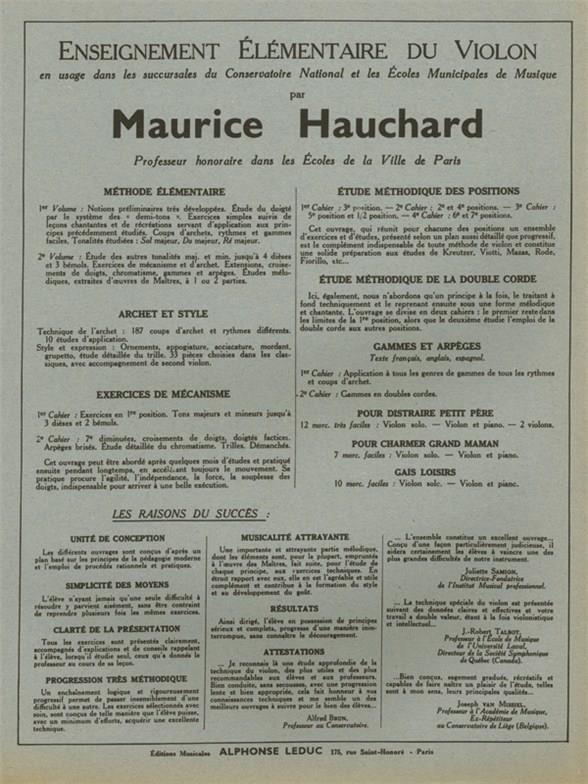 ENSEIGNEMENT ÉLÉMENTAIRE DU VIOLON
en usage dans les succursales du Conservatoire National et les Écoles Municipales de Musique
par
Maurice Hauchard
Professeur honoraire dans les Écoles de la Ville de Paris
MÉTHODE ÉLÉMENTAIRE
1er Volume : Notions préliminaires très développées. Étude du doigté
par le système des « demi-tons ». Exercices simples suivis de
leçons chantantes et de récréations servant d'application aux prin-
cipes précédemment étudiés. Coups d'archets, rythmes et gammes
faciles. Tonalités étudiées : Sol majeur, Do majeur, Ré majeur.
2e Volume : Étude des autres tonalités maj. et min. jusqu'à 4 dièses
et 3 bémols. Exercices de mécanisme et d'archet. Extensions, croise-
ments de doigts, chromatisme, gammes et arpèges. Études mélo-
diques, extraites d'œuvres de Maîtres, à 1 ou 2 parties.
ARCHET ET STYLE
Technique de l'archet : 187 coups d'archet et rythmes différents.
10 études d'application.
Style et expression : Ornements, appogiature, acciacature, mordant,
grupetto, étude détaillée du trille. 33 pièces choisies dans les clas-
siques, avec accompagnement de second violon.
EXERCICES DE MÉCANISME
1er Cahier : Exercices en 1re position. Tons majeurs et mineurs jusqu'à
3 dièses et 2 bémols.
2e Cahier : 7e diminuées, croisements de doigts, doigtés factices.
Arpèges brisés. Étude détaillée du chromatisme. Trilles. Démanchés.
Cet ouvrage peut être abordé après quelques mois d'études et pratiqué
ensuite pendant longtemps, en accélérant toujours le mouvement. Sa
pratique procure l'agilité, l'indépendance, la force, la souplesse des
doigts, indispensable pour arriver à une belle exécution.
ÉTUDE MÉTHODIQUE DES POSITIONS
1er Cahier : 3e position. — 2e Cahier : 2e et 4e positions. — 3e Cahier :
5e position et 1/2 position. — 4e Cahier : 6e et 7e positions.
Cet ouvrage, qui réunit pour chacune des positions un ensemble
d'exercices et d'études, présenté selon un plan aussi détaillé que progressif,
est le complément indispensable de toute méthode de violon et constitue
une solide préparation aux études de Kreutzer, Viotti, Mazas, Rode,
Fiorillo, etc...
ÉTUDE MÉTHODIQUE DE LA DOUBLE CORDE
Ici, également, nous n'abordons qu'un principe à la fois, le traitant à
fond techniquement et le reprenant ensuite sous une forme mélodique
et chantante. L'ouvrage se divise en deux cahiers : le premier reste dans
les limites de la 1re position, alors que le deuxième étudie l'emploi de la
double corde aux autres positions.
GAMMES ET ARPÈGES
Texte français, anglais, espagnol.
1er Cahier : Application à tous les genres de gammes de tous les rythmes
et coups d'archet.
2e Cahier : Gammes en doubles cordes.
POUR DISTRAIRE PETIT PÈRE
12 morc. très faciles : Violon solo. — Violon et piano. — 2 violons.
POUR CHARMER GRAND MAMAN
7 morc. faciles : Violon solo. — Violon et piano.
GAIS LOISIRS
10 morc. faciles : Violon solo. — Violon et piano.
LES RAISONS DU SUCCÈS :
UNITÉ DE CONCEPTION
Les différents ouvrages sont conçus d'après un
plan basé sur les principes de la pédagogie moderne
et l'emploi de procédés rationnels et pratiques.
SIMPLICITÉ DES MOYENS
L'élève n'ayant jamais qu'une seule difficulté à
résoudre y parvient aisément, sans être contraint
de reprendre plusieurs fois les mêmes exercices.
CLARTÉ DE LA PRÉSENTATION
Tous les exercices sont présentés clairement,
accompagnés d'explications et de conseils rappelant
à l'élève, lorsqu'il étudie seul, ceux qu'a donnés le
professeur au cours de sa leçon.
PROGRESSION TRÈS MÉTHODIQUE
Un enchaînement logique et rigoureusement
progressif permet de passer insensiblement d'une
difficulté à une autre. Les exercices sélectionnés avec
soin, sont conçus de telle manière que l'élève puisse,
avec un minimum d'efforts, acquérir une excellente
technique.
MUSICALITÉ ATTRAYANTE
Une importante et attrayante partie mélodique,
dont les éléments sont, pour la plupart, empruntés
à l'œuvre des Maîtres, fait suite, pour l'étude de
chaque principe, aux exercices techniques. En
étroit rapport avec eux, elle en est l'agréable et utile
complément et contribue à la formation du style
et au développement du goût.
RÉSULTATS
Ainsi dirigé, l'élève en possession de principes
sérieux et complets, progresse d'une manière inin-
terrompue, sans connaître le découragement.
ATTESTATIONS
... Je reconnais là une étude approfondie de la
technique du violon, des plus utiles et des plus
recommandables aux élèves et aux professeurs.
Bien conduite, sans secousses, avec une progression
lente et bien appropriée, cela fait honneur à vos
connaissances techniques et me semble un des
meilleurs ouvrages à suivre pour le bien des élèves...
Alfred BRUN,
Professeur au Conservatoire.
... L'ensemble constitue un excellent ouvrage...
Conçu d'une façon particulièrement judicieuse, il
aidera certainement les élèves à vaincre une des
plus grandes difficultés de notre instrument.
Juliette SAMION,
Directrice-Fondatrice
de l'Institut Musical professionnel.
... La technique spéciale du violon est présentée
suivant des données claires et effectives et votre
travail a double valeur, étant à la fois violonistique
et intellectuel...
J.-Robert TALBOT,
Professeur à l'École de Musique
de l'Université Laval,
Directeur de la Société Symphonique
de Québec (Canada).
...Bien conçus, sagement gradués, récréatifs et
capables de faire naître un plaisir de l'étude, telles
sont à mon sens, leurs principales qualités...
Joseph VAN
Professeur à l'Académie de Musique,
Ex-Répétiteur
au Conservatoire de Liège (Belgique).
Éditions Musicales ALPHONSE LEDUC 175, rue Saint-Honoré - Paris